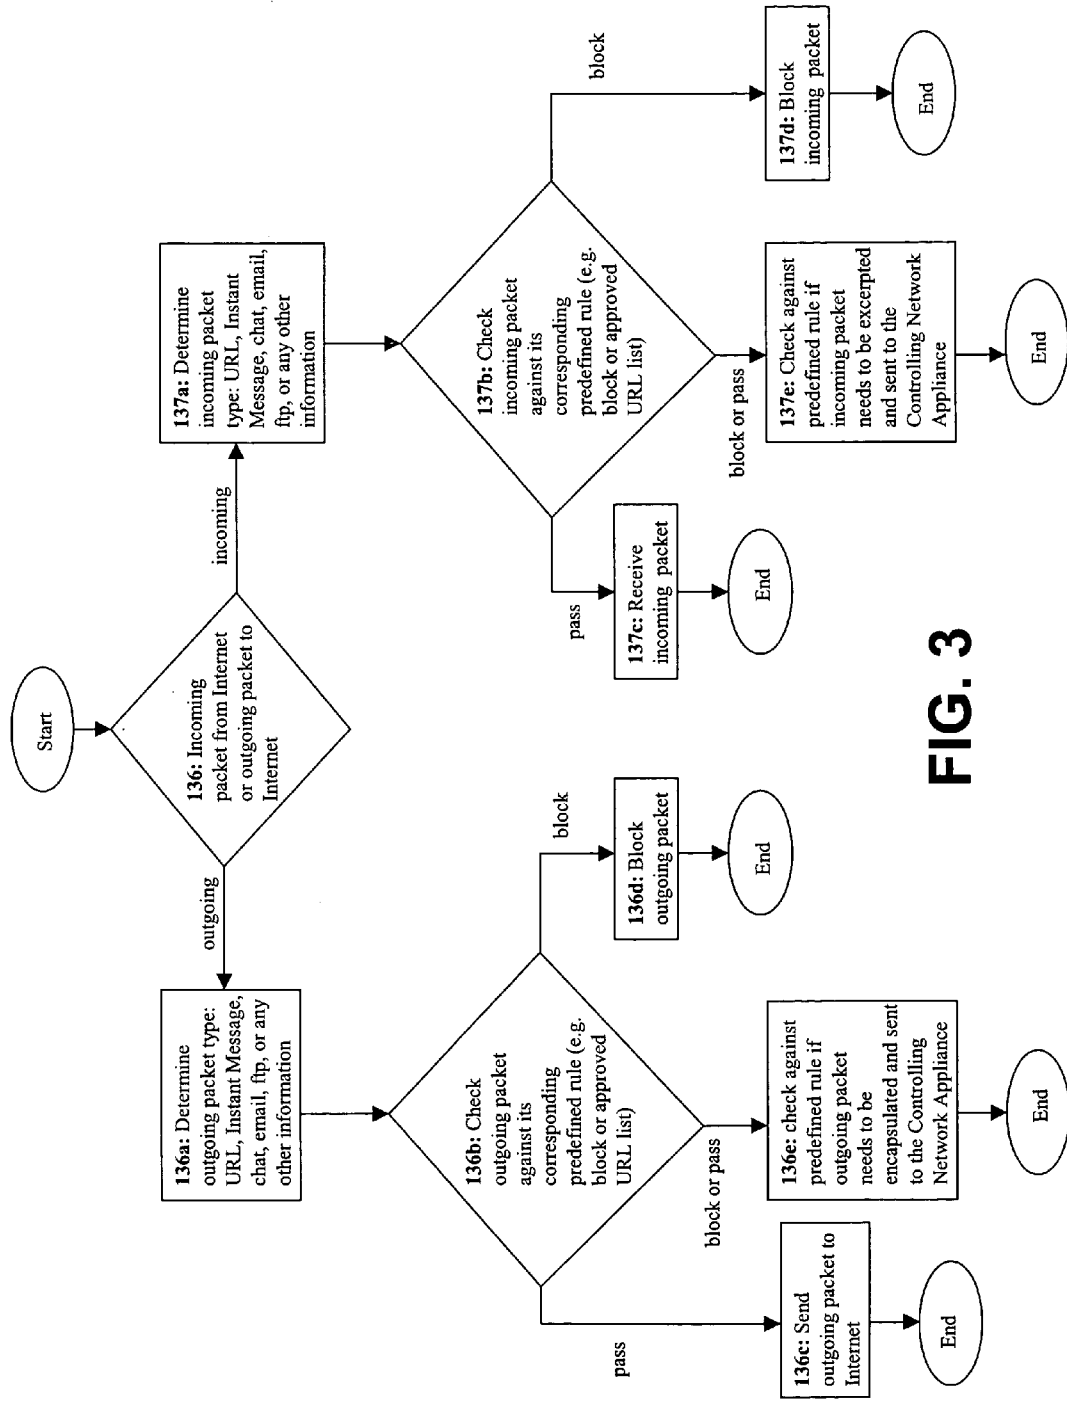 Start
136: Incoming
packet from Internet
or outgoing packet to
Internet
outgoing
incoming
136a: Determine
outgoing packet type:
URL, Instant Message,
chat, email, ftp, or any
other information
136b: Check
outgoing packet
against its
corresponding
predefined rule (e.g.
block or approved
URL list)
pass
block or pass
block
136c: Send
outgoing packet to
Internet
End
136e: check against
predefined rule if
outgoing packet
needs to be
encapsulated and sent
to the Controlling
Network Appliance
End
136d: Block
outgoing packet
End
137a: Determine
incoming packet
type: URL, Instant
Message, chat, email,
ftp, or any other
information
137b: Check
incoming packet
against its
corresponding
predefined rule (e.g.
block or approved
URL list)
pass
block or pass
block
137c: Receive
incoming packet
End
137e: Check against
predefined rule if
incoming packet
needs to be excerpted
and sent to the
Controlling Network
Appliance
End
137d: Block
incoming packet
End
FIG. 3